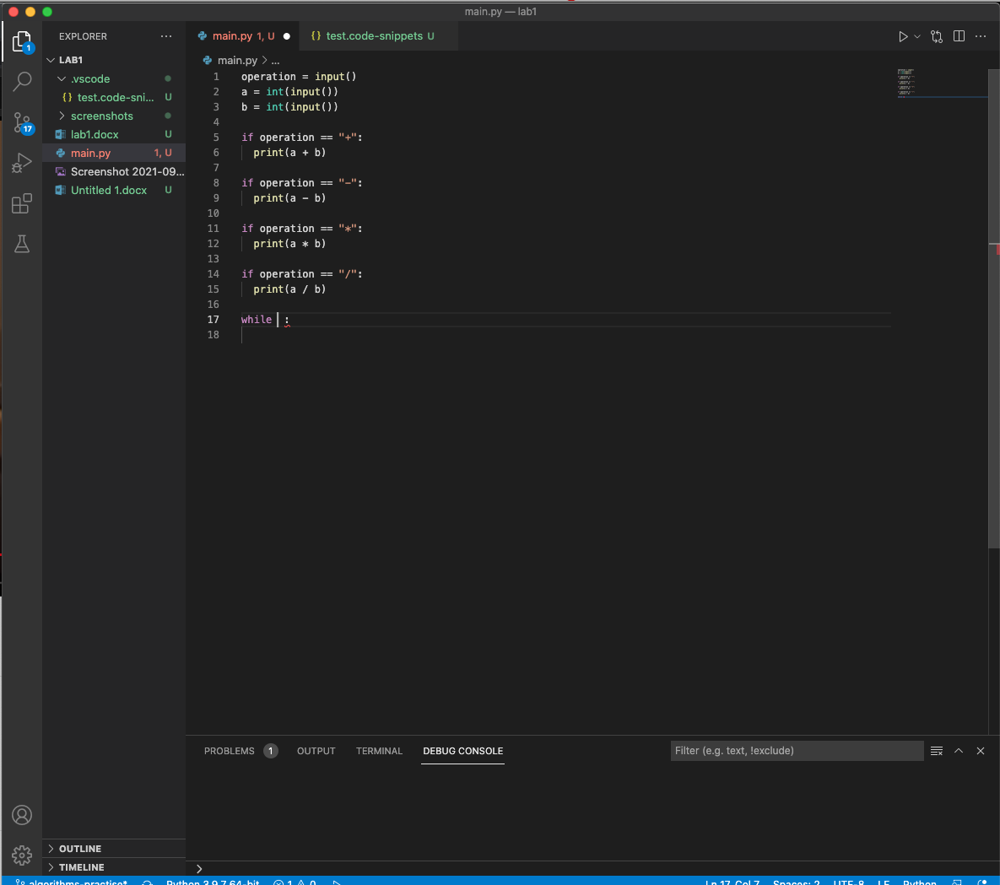 main.py — lab1
EXPLORER
main.py 1, U
{} test.code-snippets U
LAB1
main.py > ...
.vscode
{} test.code-sni... U
screenshots
lab1.docx U
main.py 1, U
Screenshot 2021-09...
Untitled 1.docx U
1
17
1 operation = input()
2 a = int(input())
3 b = int(input())
4
5 if operation == "+":
6 print(a + b)
7
8 if operation == "-":
9 print(a - b)
10
11 if operation == "*":
12 print(a * b)
13
14 if operation == "/":
15 print(a / b)
16
17 while :
18
PROBLEMS 1 OUTPUT TERMINAL DEBUG CONSOLE Filter (e.g. text, !exclude)
OUTLINE
TIMELINE
>
algorithms-practise* Python 3.9.7 64-bit 1 0 Ln 17, Col 7 Spaces: 2 UTF-8 LF Python